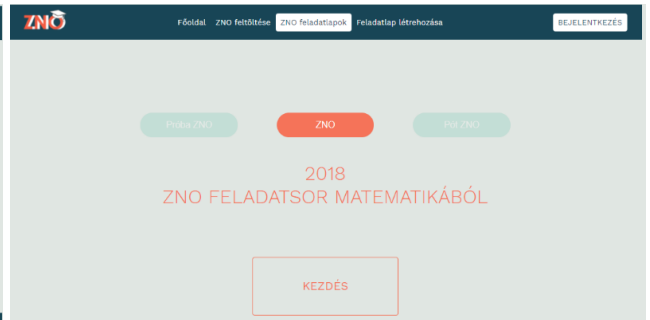 ZNO
Főoldal ZNO feltöltése ZNO feladatlapok Feladatlap létrehozása BEJELENTKEZÉS
Próba ZNO ZNO Pót ZNO
2018
ZNO FELADATSOR MATEMATIKÁBÓL
KEZDÉS